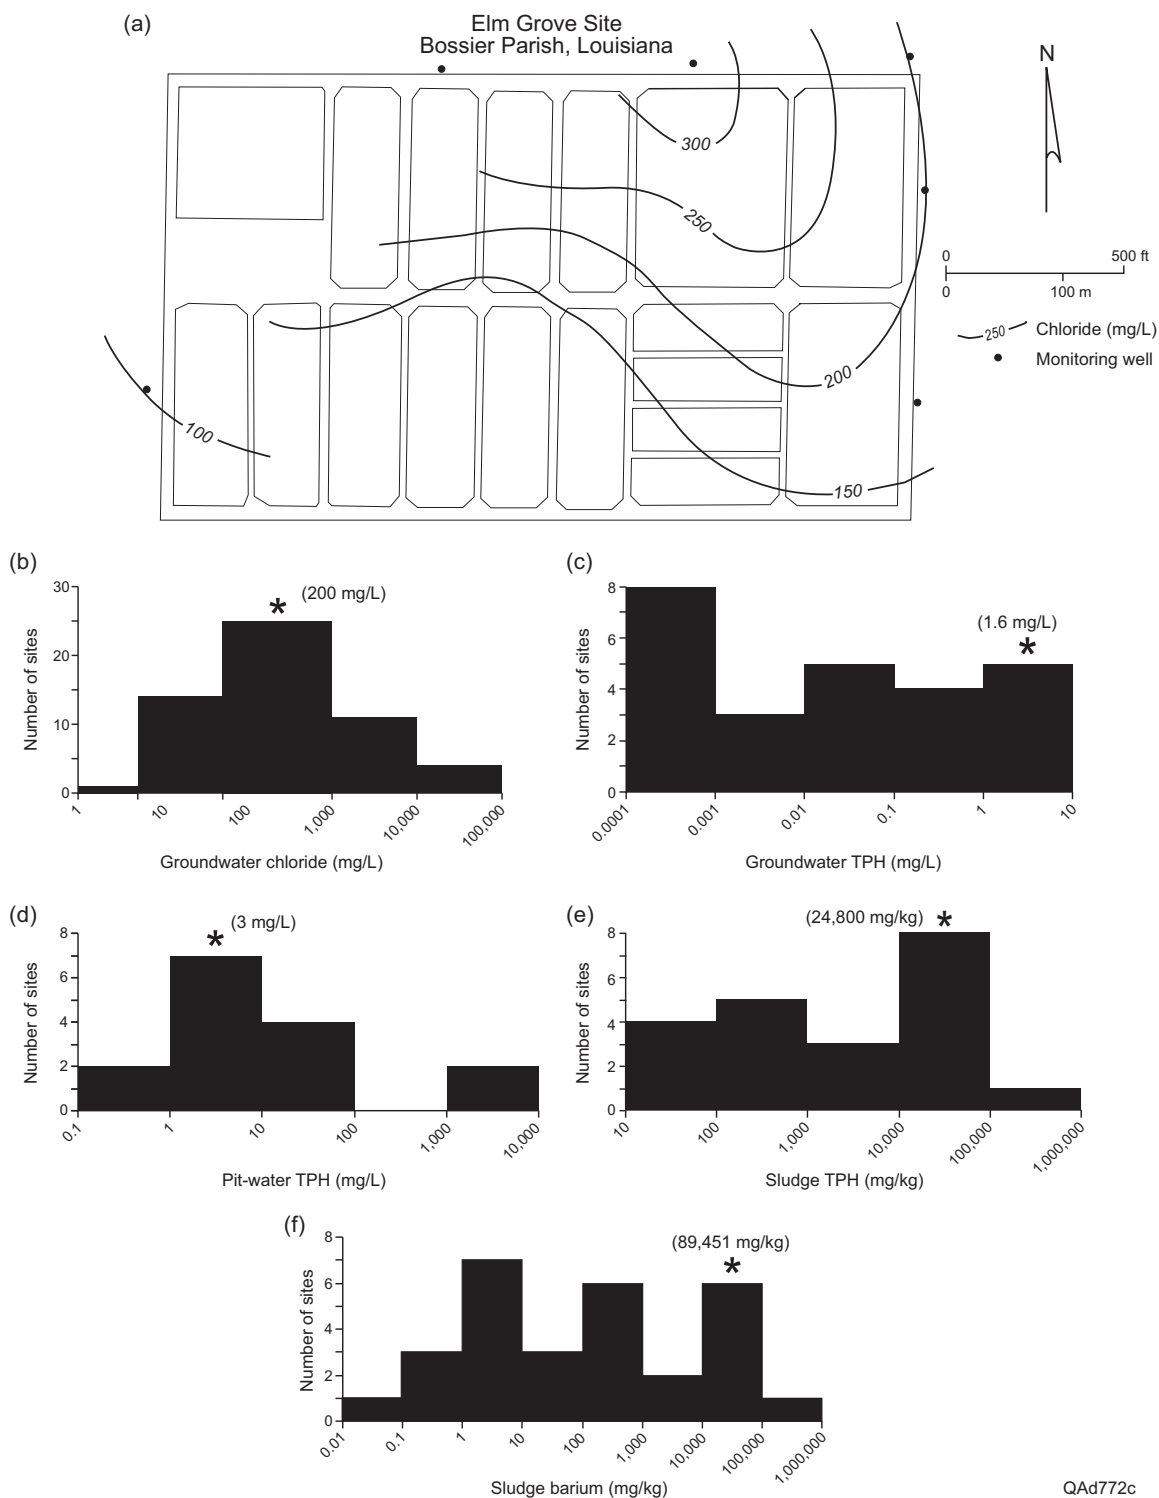 (a)
Elm Grove Site
Bossier Parish, Louisiana
N
300
250
200
150
100
0 500 ft
0 100 m
250 Chloride (mg/L)
Monitoring well
(b)
(200 mg/L)
*
Number of sites
30
20
10
0
1 10 100 1,000 10,000 100,000
Groundwater chloride (mg/L)
(c)
(1.6 mg/L)
*
Number of sites
8
6
4
2
0
0.0001 0.001 0.01 0.1 1 10
Groundwater TPH (mg/L)
(d)
(3 mg/L)
*
Number of sites
8
6
4
2
0
0.1 1 10 100 1,000 10,000
Pit-water TPH (mg/L)
(e)
(24,800 mg/kg) *
Number of sites
8
6
4
2
0
10 100 1,000 10,000 100,000 1,000,000
Sludge TPH (mg/kg)
(f)
(89,451 mg/kg)
*
Number of sites
8
6
4
2
0
0.01 0.1 1 10 100 1,000 10,000 100,000 1,000,000
Sludge barium (mg/kg)
QAd772c